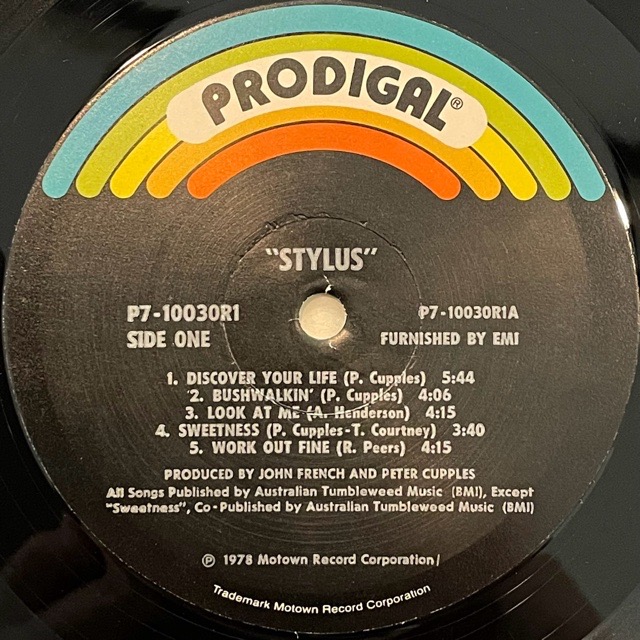 PRODIGAL®
"STYLUS"
P7-10030R1 P7-10030R1A
SIDE ONE FURNISHED BY EMI
1. DISCOVER YOUR LIFE (P. Cupples) 5:44
2. BUSHWALKIN' (P. Cupples) 4:06
3. LOOK AT ME (A. Henderson) 4:15
4. SWEETNESS (P. Cupples-T. Courtney) 3:40
5. WORK OUT FINE (R. Peers) 4:15
PRODUCED BY JOHN FRENCH AND PETER CUPPLES
All Songs Published by Australian Tumbleweed Music (BMI), Except
"Sweetness", Co-Published by Australian Tumbleweed Music (BMI)
℗ 1978 Motown Record Corporation/
Trademark Motown Record Corporation